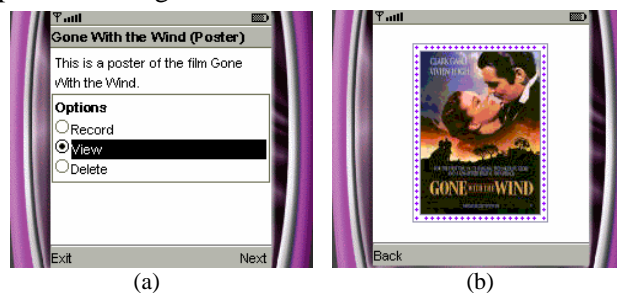 Gone With the Wind (Poster)
This is a poster of the film Gone
With the Wind.
Options
Record
View
Delete
Exit Next
(a)
CLARK GABLE
VIVIEN LEIGH
GONE WITH THE WIND
Back
(b)